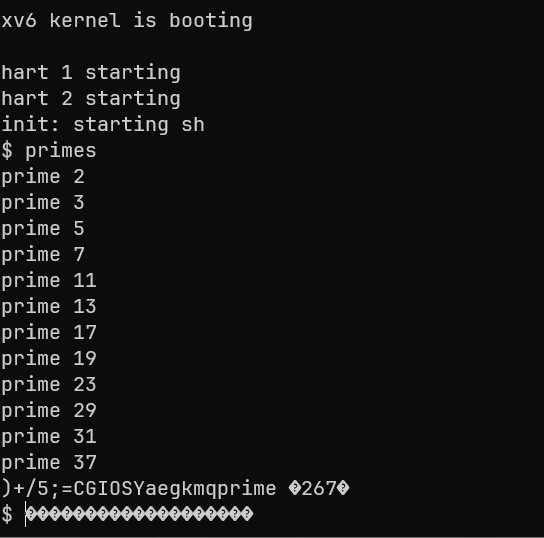 xv6 kernel is booting
hart 1 starting
hart 2 starting
init: starting sh
$ primes
prime 2
prime 3
prime 5
prime 7
prime 11
prime 13
prime 17
prime 19
prime 23
prime 29
prime 31
prime 37
)+/5;=CGIOSYaegkmqprime �267�
$ ������������������������